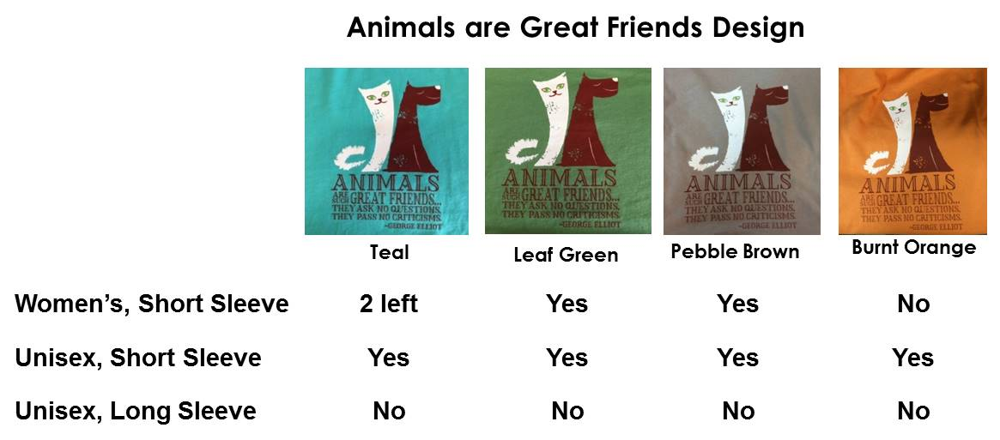 Animals are Great Friends Design
ANIMALS
ARE SUCH GREAT FRIENDS...
THEY ASK NO QUESTIONS,
THEY PASS NO CRITICISMS.
~GEORGE ELLIOT
ANIMALS
ARE SUCH GREAT FRIENDS...
THEY ASK NO QUESTIONS,
THEY PASS NO CRITICISMS.
~GEORGE ELLIOT
ANIMALS
ARE SUCH GREAT FRIENDS...
THEY ASK NO QUESTIONS,
THEY PASS NO CRITICISMS.
~GEORGE ELLIOT
ANIMALS
ARE SUCH GREAT FRIENDS...
THEY ASK NO QUESTIONS,
THEY PASS NO CRITICISMS.
~GEORGE ELLIOT
Teal Leaf Green Pebble Brown Burnt Orange
Women’s, Short Sleeve 2 left Yes Yes No
Unisex, Short Sleeve Yes Yes Yes Yes
Unisex, Long Sleeve No No No No